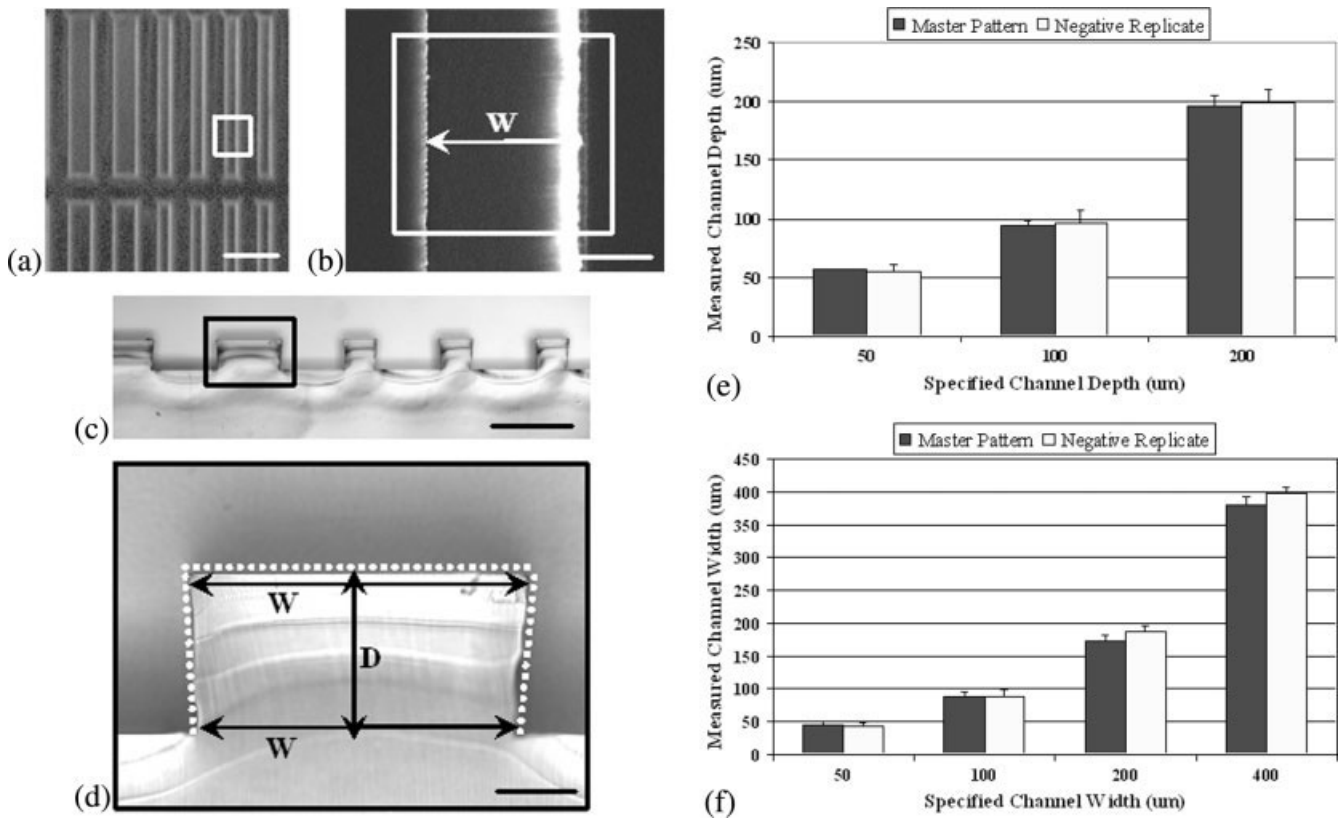 (a)
(b)
W
(c)
(d)
W
D
W
Master Pattern Negative Replicate
Measured Channel Depth (um)
250
200
150
100
50
0
50 100 200
Specified Channel Depth (um)
(e)
Master Pattern Negative Replicate
Measured Channel Width (um)
450
400
350
300
250
200
150
100
50
0
50 100 200 400
Specified Channel Width (um)
(f)